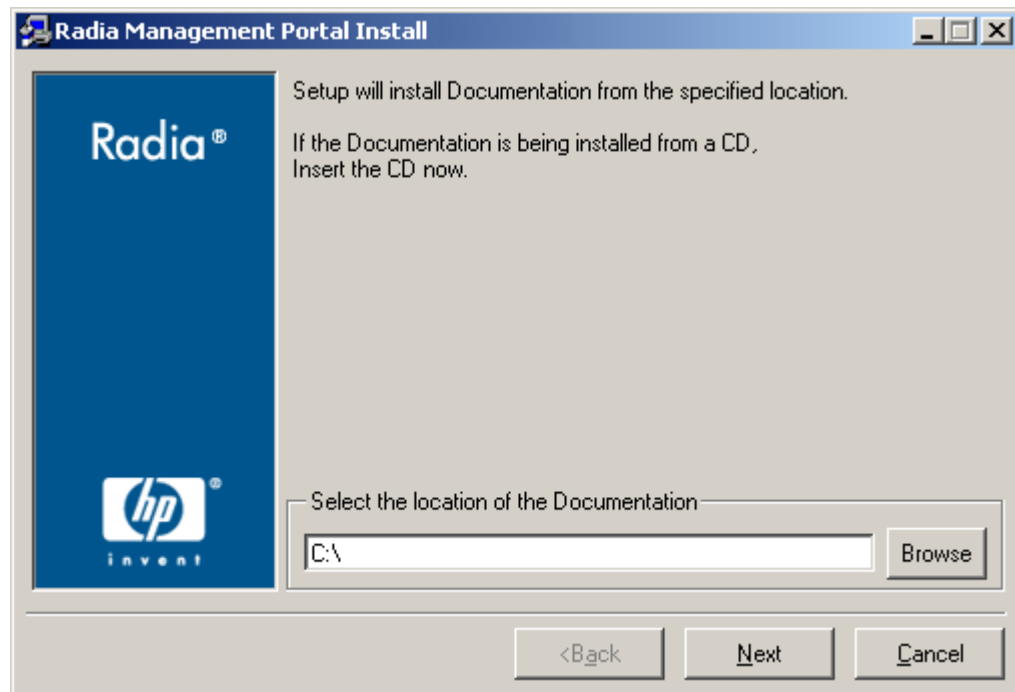 Radia Management Portal Install
Radia®
Setup will install Documentation from the specified location.
If the Documentation is being installed from a CD,
Insert the CD now.
hp®
invent
Select the location of the Documentation
C:\
Browse
<Back
Next
Cancel